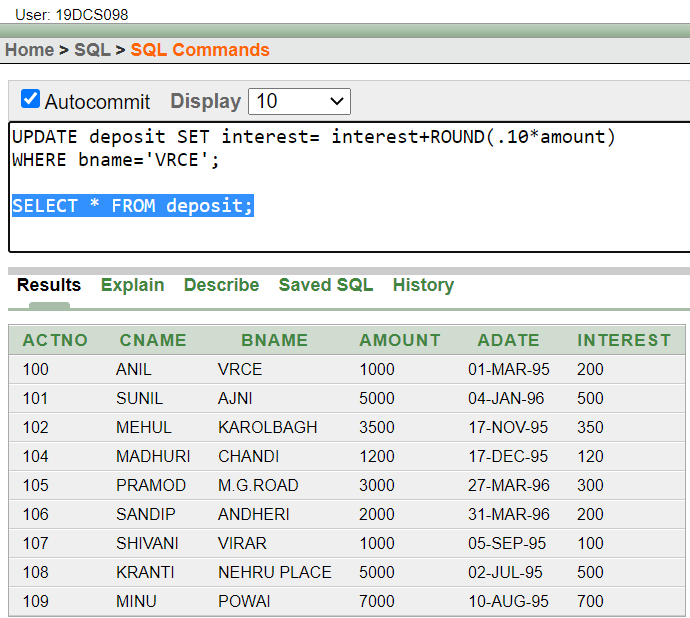 User: 19DCS098
Home > SQL > SQL Commands
Autocommit Display 10
UPDATE deposit SET interest= interest+ROUND(.10*amount)
WHERE bname='VRCE';
SELECT * FROM deposit;
Results Explain Describe Saved SQL History
ACTNO CNAME BNAME AMOUNT ADATE INTEREST
100 ANIL VRCE 1000 01-MAR-95 200
101 SUNIL AJNI 5000 04-JAN-96 500
102 MEHUL KAROLBAGH 3500 17-NOV-95 350
104 MADHURI CHANDI 1200 17-DEC-95 120
105 PRAMOD M.G.ROAD 3000 27-MAR-96 300
106 SANDIP ANDHERI 2000 31-MAR-96 200
107 SHIVANI VIRAR 1000 05-SEP-95 100
108 KRANTI NEHRU PLACE 5000 02-JUL-95 500
109 MINU POWAI 7000 10-AUG-95 700